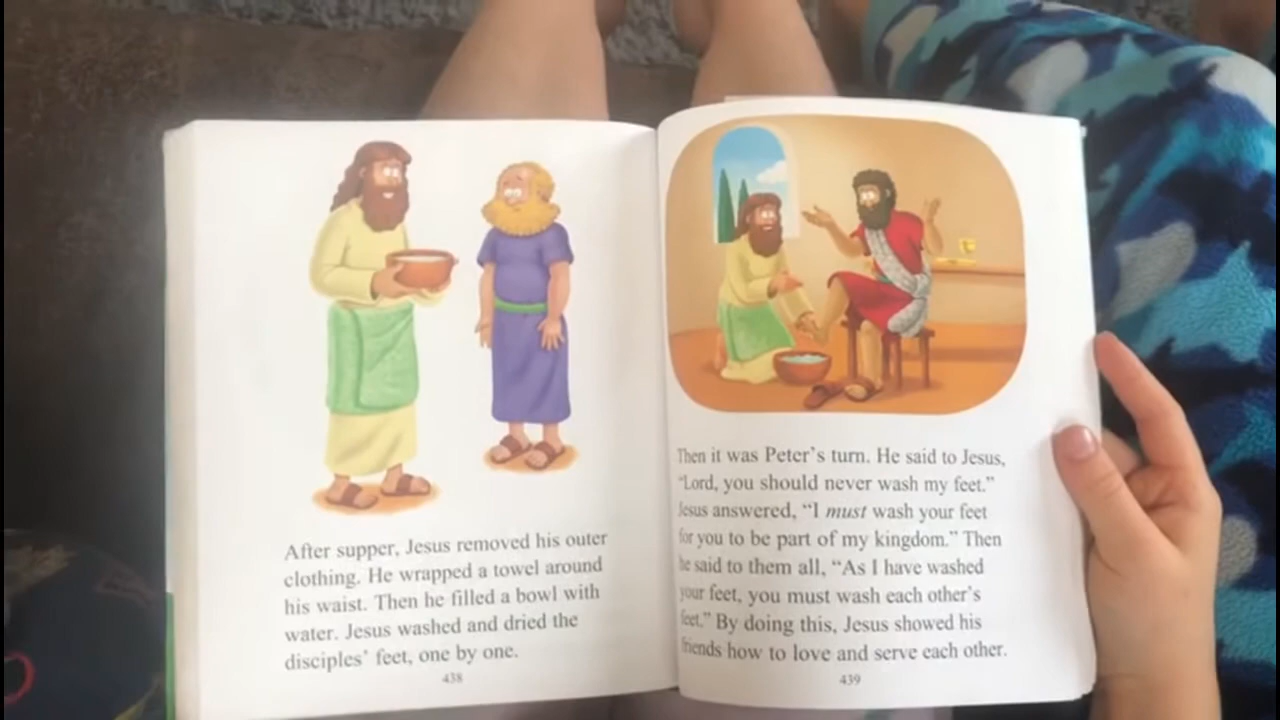 After supper, Jesus removed his outer
clothing. He wrapped a towel around
his waist. Then he filled a bowl with
water. Jesus washed and dried the
disciples' feet, one by one.
438
Then it was Peter's turn. He said to Jesus,
"Lord, you should never wash my feet."
Jesus answered, "I must wash your feet
for you to be part of my kingdom." Then
he said to them all, "As I have washed
your feet, you must wash each other's
feet." By doing this, Jesus showed his
friends how to love and serve each other.
439